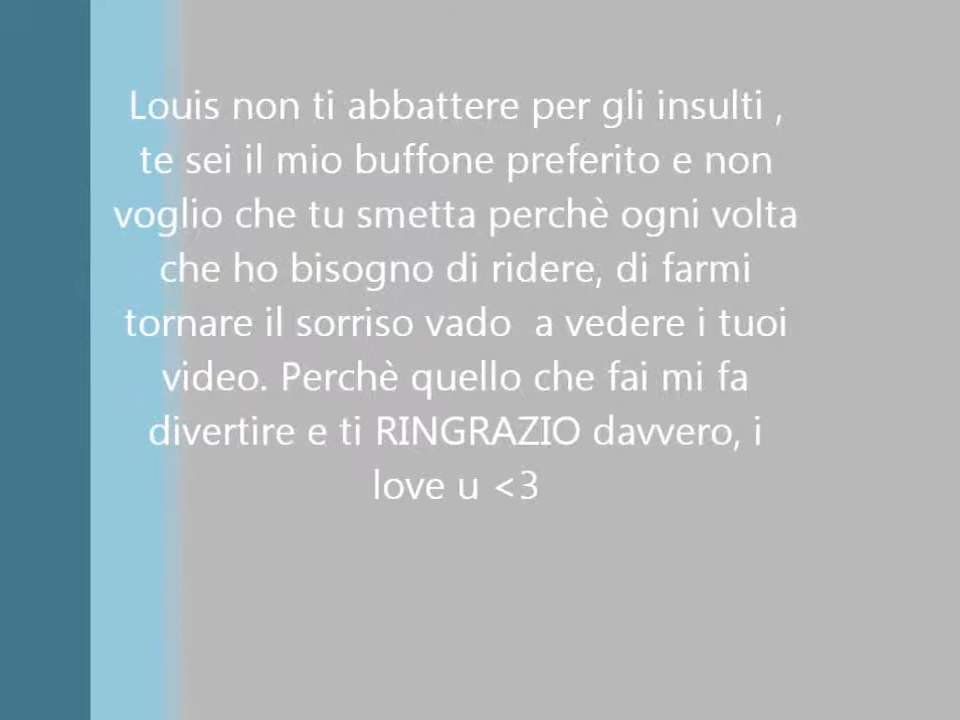 Louis non ti abbattere per gli insulti ,
te sei il mio buffone preferito e non
voglio che tu smetta perchè ogni volta
che ho bisogno di ridere, di farmi
tornare il sorriso vado  a vedere i tuoi
video. Perchè quello che fai mi fa
divertire e ti RINGRAZIO davvero, i
love u <3